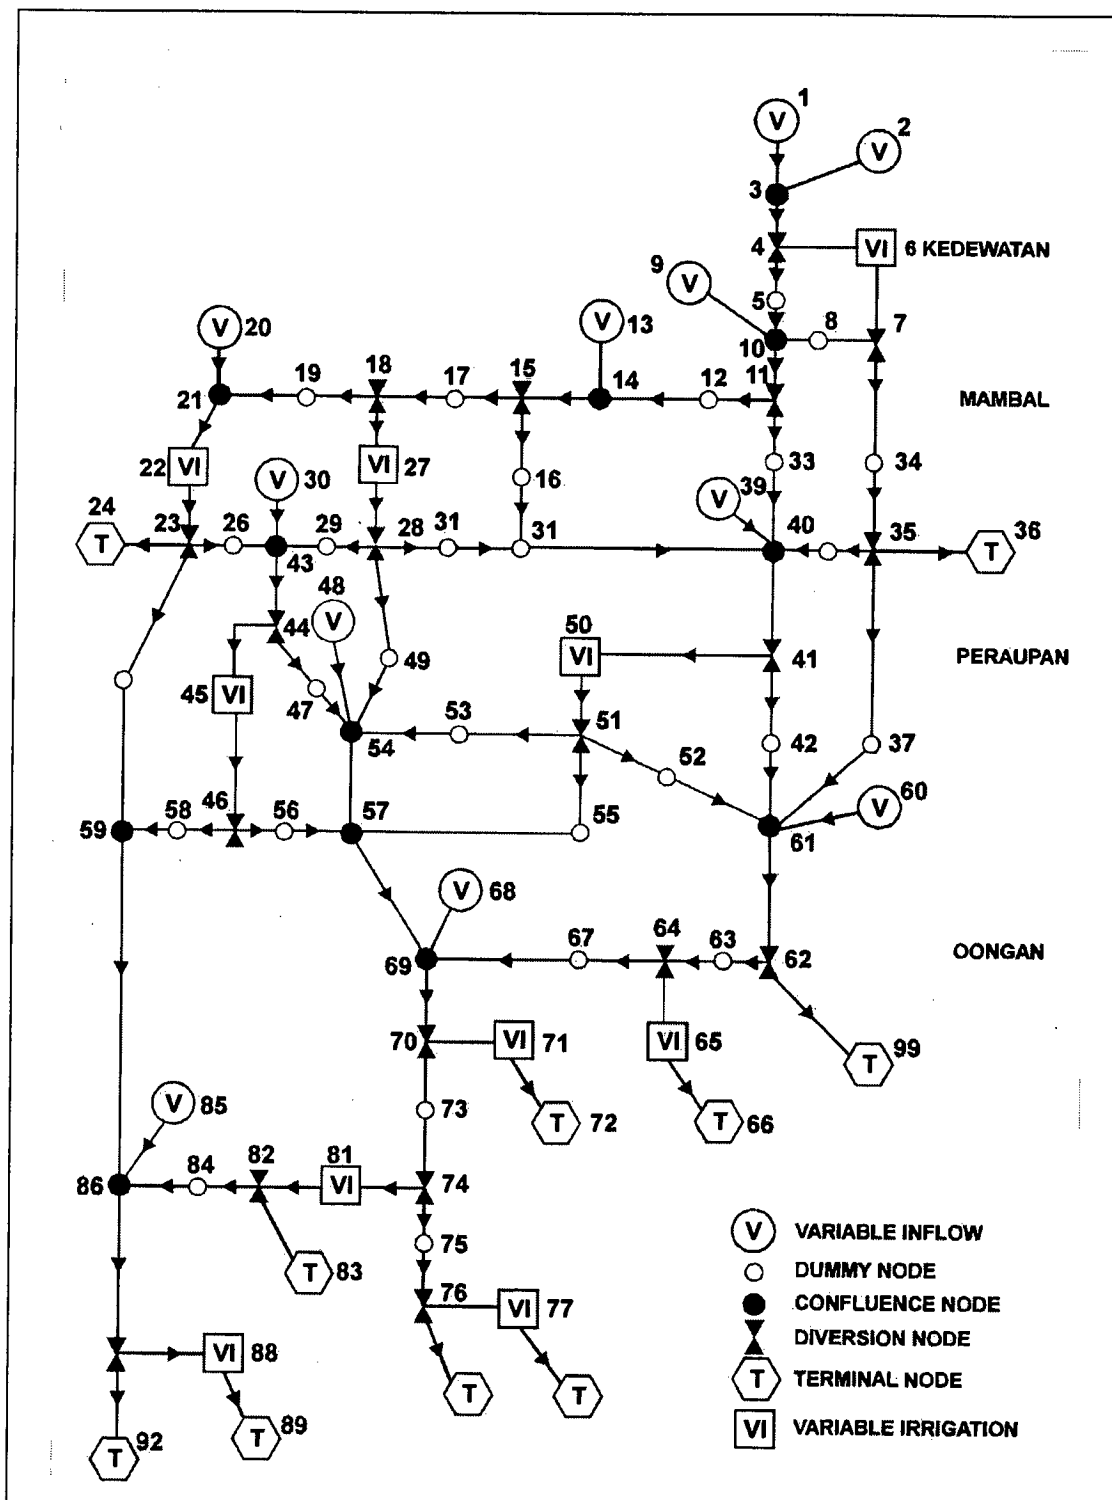 1
V
2
V
3
4
VI
6 KEDEWATAN
9
V
5
8
7
10
V
20
V
13
11
18
15
19
17
14
12
21
MAMBAL
22
VI
V
30
VI
27
16
33
34
39
V
24
T
23
26
29
28
31
31
40
35
36
T
43
48
V
44
49
50
VI
41
PERAUPAN
45
VI
47
54
53
51
52
42
37
59
58
46
56
57
55
V
60
61
V
68
69
67
64
63
62
OONGAN
70
VI
71
VI
65
T
99
73
T
72
T
66
V
85
86
84
82
81
VI
74
T
83
75
76
VI
77
V
VARIABLE INFLOW
DUMMY NODE
CONFLUENCE NODE
DIVERSION NODE
T
TERMINAL NODE
VI
VARIABLE IRRIGATION
VI
88
T
T
T
92
T
89